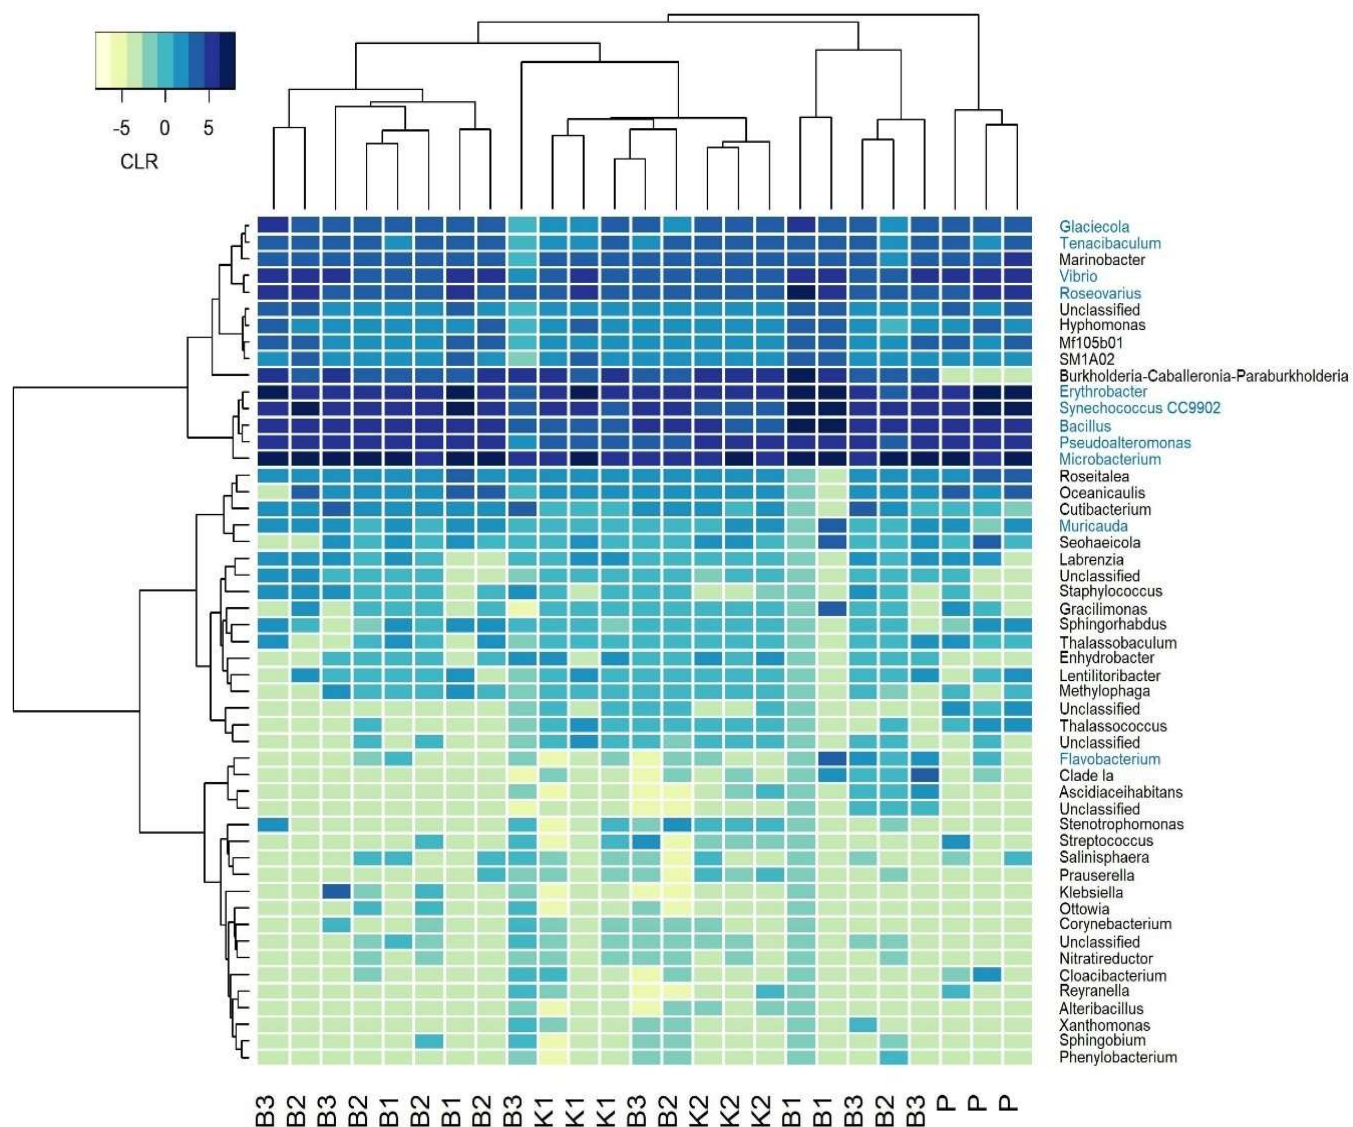 -5 0 5
CLR
Glaciecola
Tenacibaculum
Marinobacter
Vibrio
Roseovarius
Unclassified
Hyphomonas
Mf105b01
SM1A02
Burkholderia-Caballeronia-Paraburkholderia
Erythrobacter
Synechococcus CC9902
Bacillus
Pseudoalteromonas
Microbacterium
Roseitalea
Oceanicaulis
Cutibacterium
Muricauda
Seohaeicola
Labrenzia
Unclassified
Staphylococcus
Gracilimonas
Sphingorhabdus
Thalassobaculum
Enhydrobacter
Lentilitoribacter
Methylophaga
Unclassified
Thalassococcus
Unclassified
Flavobacterium
Clade Ia
Ascidiaceihabitans
Unclassified
Stenotrophomonas
Streptococcus
Salinisphaera
Prauserella
Klebsiella
Ottowia
Corynebacterium
Unclassified
Nitratireductor
Cloacibacterium
Reyranella
Alteribacillus
Xanthomonas
Sphingobium
Phenylobacterium
B3 B2 B3 B2 B1 B2 B1 B2 B3 K1 K1 K1 B3 B2 K2 K2 K2 B1 B1 B3 B2 B3 P P P